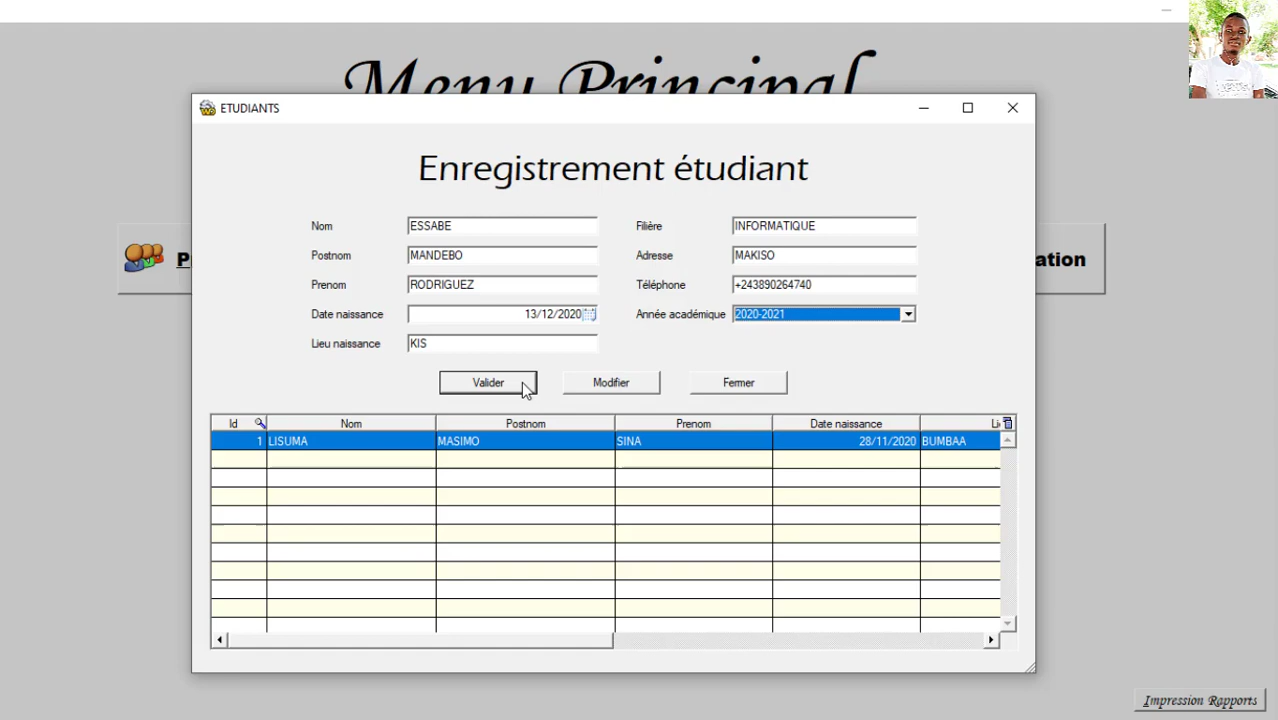 Menu Principal
ETUDIANTS
Enregistrement étudiant
Nom ESSABE Filière INFORMATIQUE
Postnom MANDEBO Adresse MAKISO
Prenom RODRIGUEZ Téléphone +243890264740
Date naissance 13/12/2020 Année académique 2020-2021
Lieu naissance KIS
P ation
Valider Modifier Fermer
Id Nom Postnom Prenom Date naissance Li
1 LISUMA MASIMO SINA 28/11/2020 BUMBAA
Impression Rapports